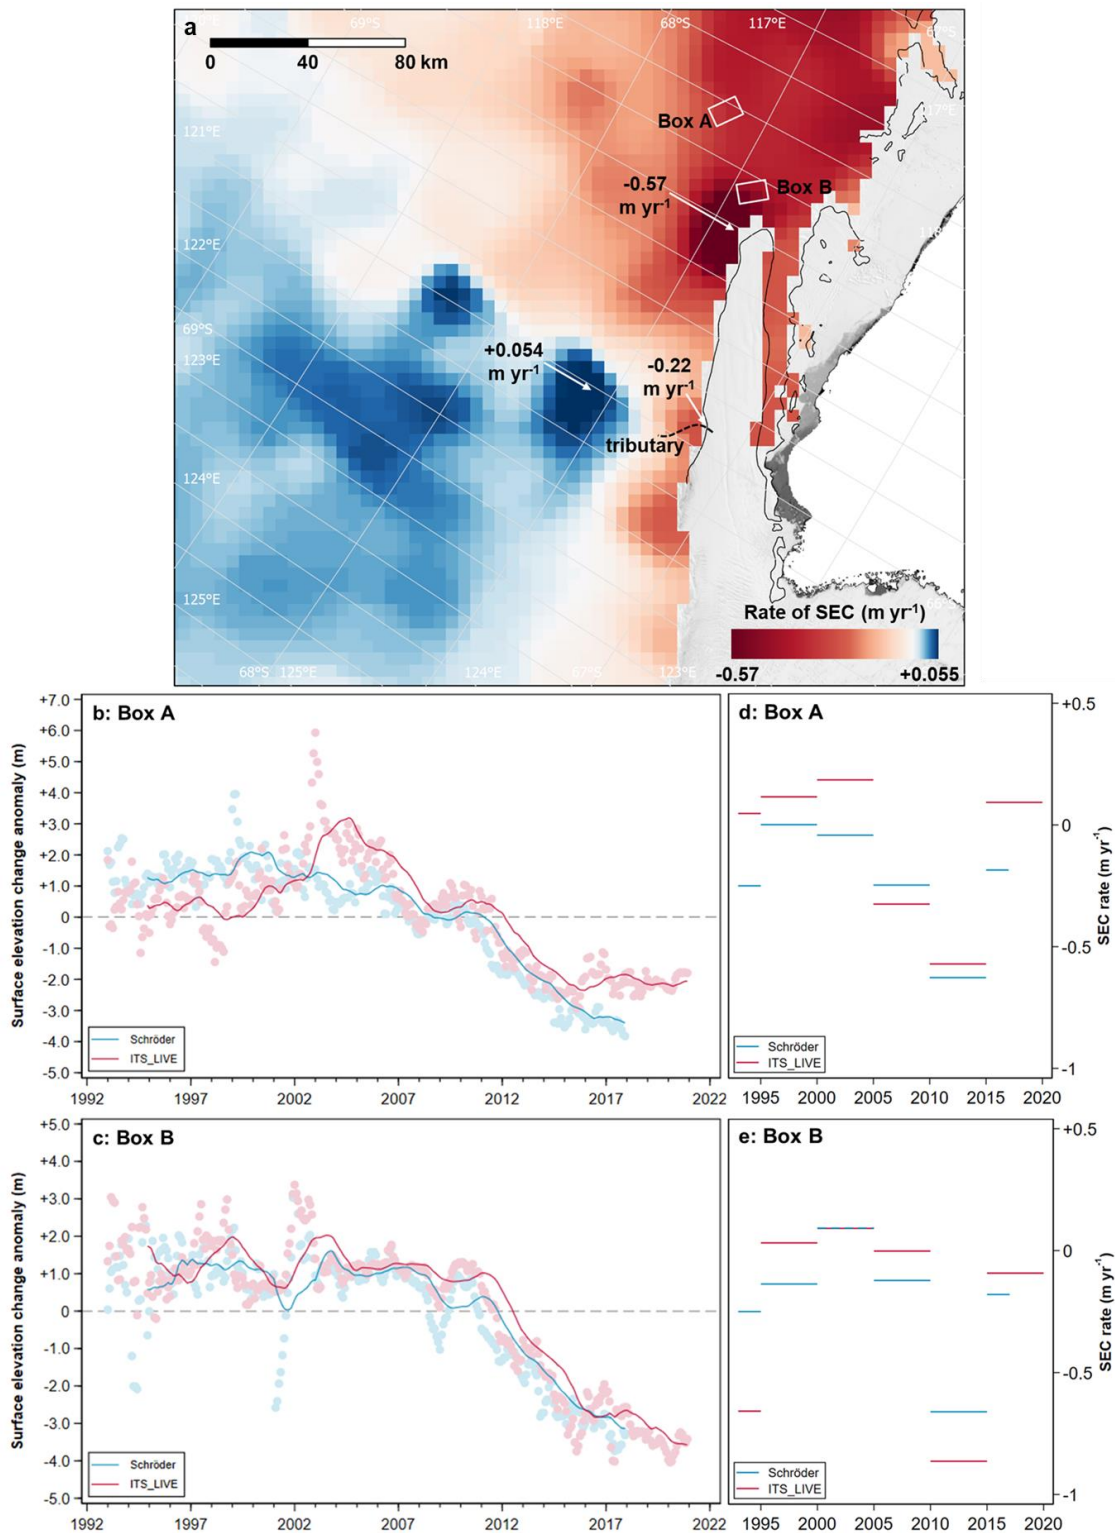 a
69°S
118°E
68°S
117°E
67°S
0
40
80 km
121°E
Box A
117°E
-0.57
m yr⁻¹
Box B
122°E
69°S
123°E
+0.054
m yr⁻¹
-0.22
m yr⁻¹
tributary
124°E
125°E
Rate of SEC (m yr⁻¹)
-0.57
+0.055
68°S
125°E
124°E
67°S
123°E
b: Box A
+7.0
+6.0
+5.0
+4.0
+3.0
+2.0
+1.0
0
-1.0
-2.0
-3.0
-4.0
-5.0
Surface elevation change anomaly (m)
Schröder
ITS_LIVE
1992
1997
2002
2007
2012
2017
2022
d: Box A
+0.5
0
-0.5
-1
SEC rate (m yr⁻¹)
Schröder
ITS_LIVE
1995
2000
2005
2010
2015
2020
c: Box B
+5.0
+4.0
+3.0
+2.0
+1.0
0
-1.0
-2.0
-3.0
-4.0
-5.0
Surface elevation change anomaly (m)
Schröder
ITS_LIVE
1992
1997
2002
2007
2012
2017
2022
e: Box B
+0.5
0
-0.5
-1
SEC rate (m yr⁻¹)
Schröder
ITS_LIVE
1995
2000
2005
2010
2015
2020